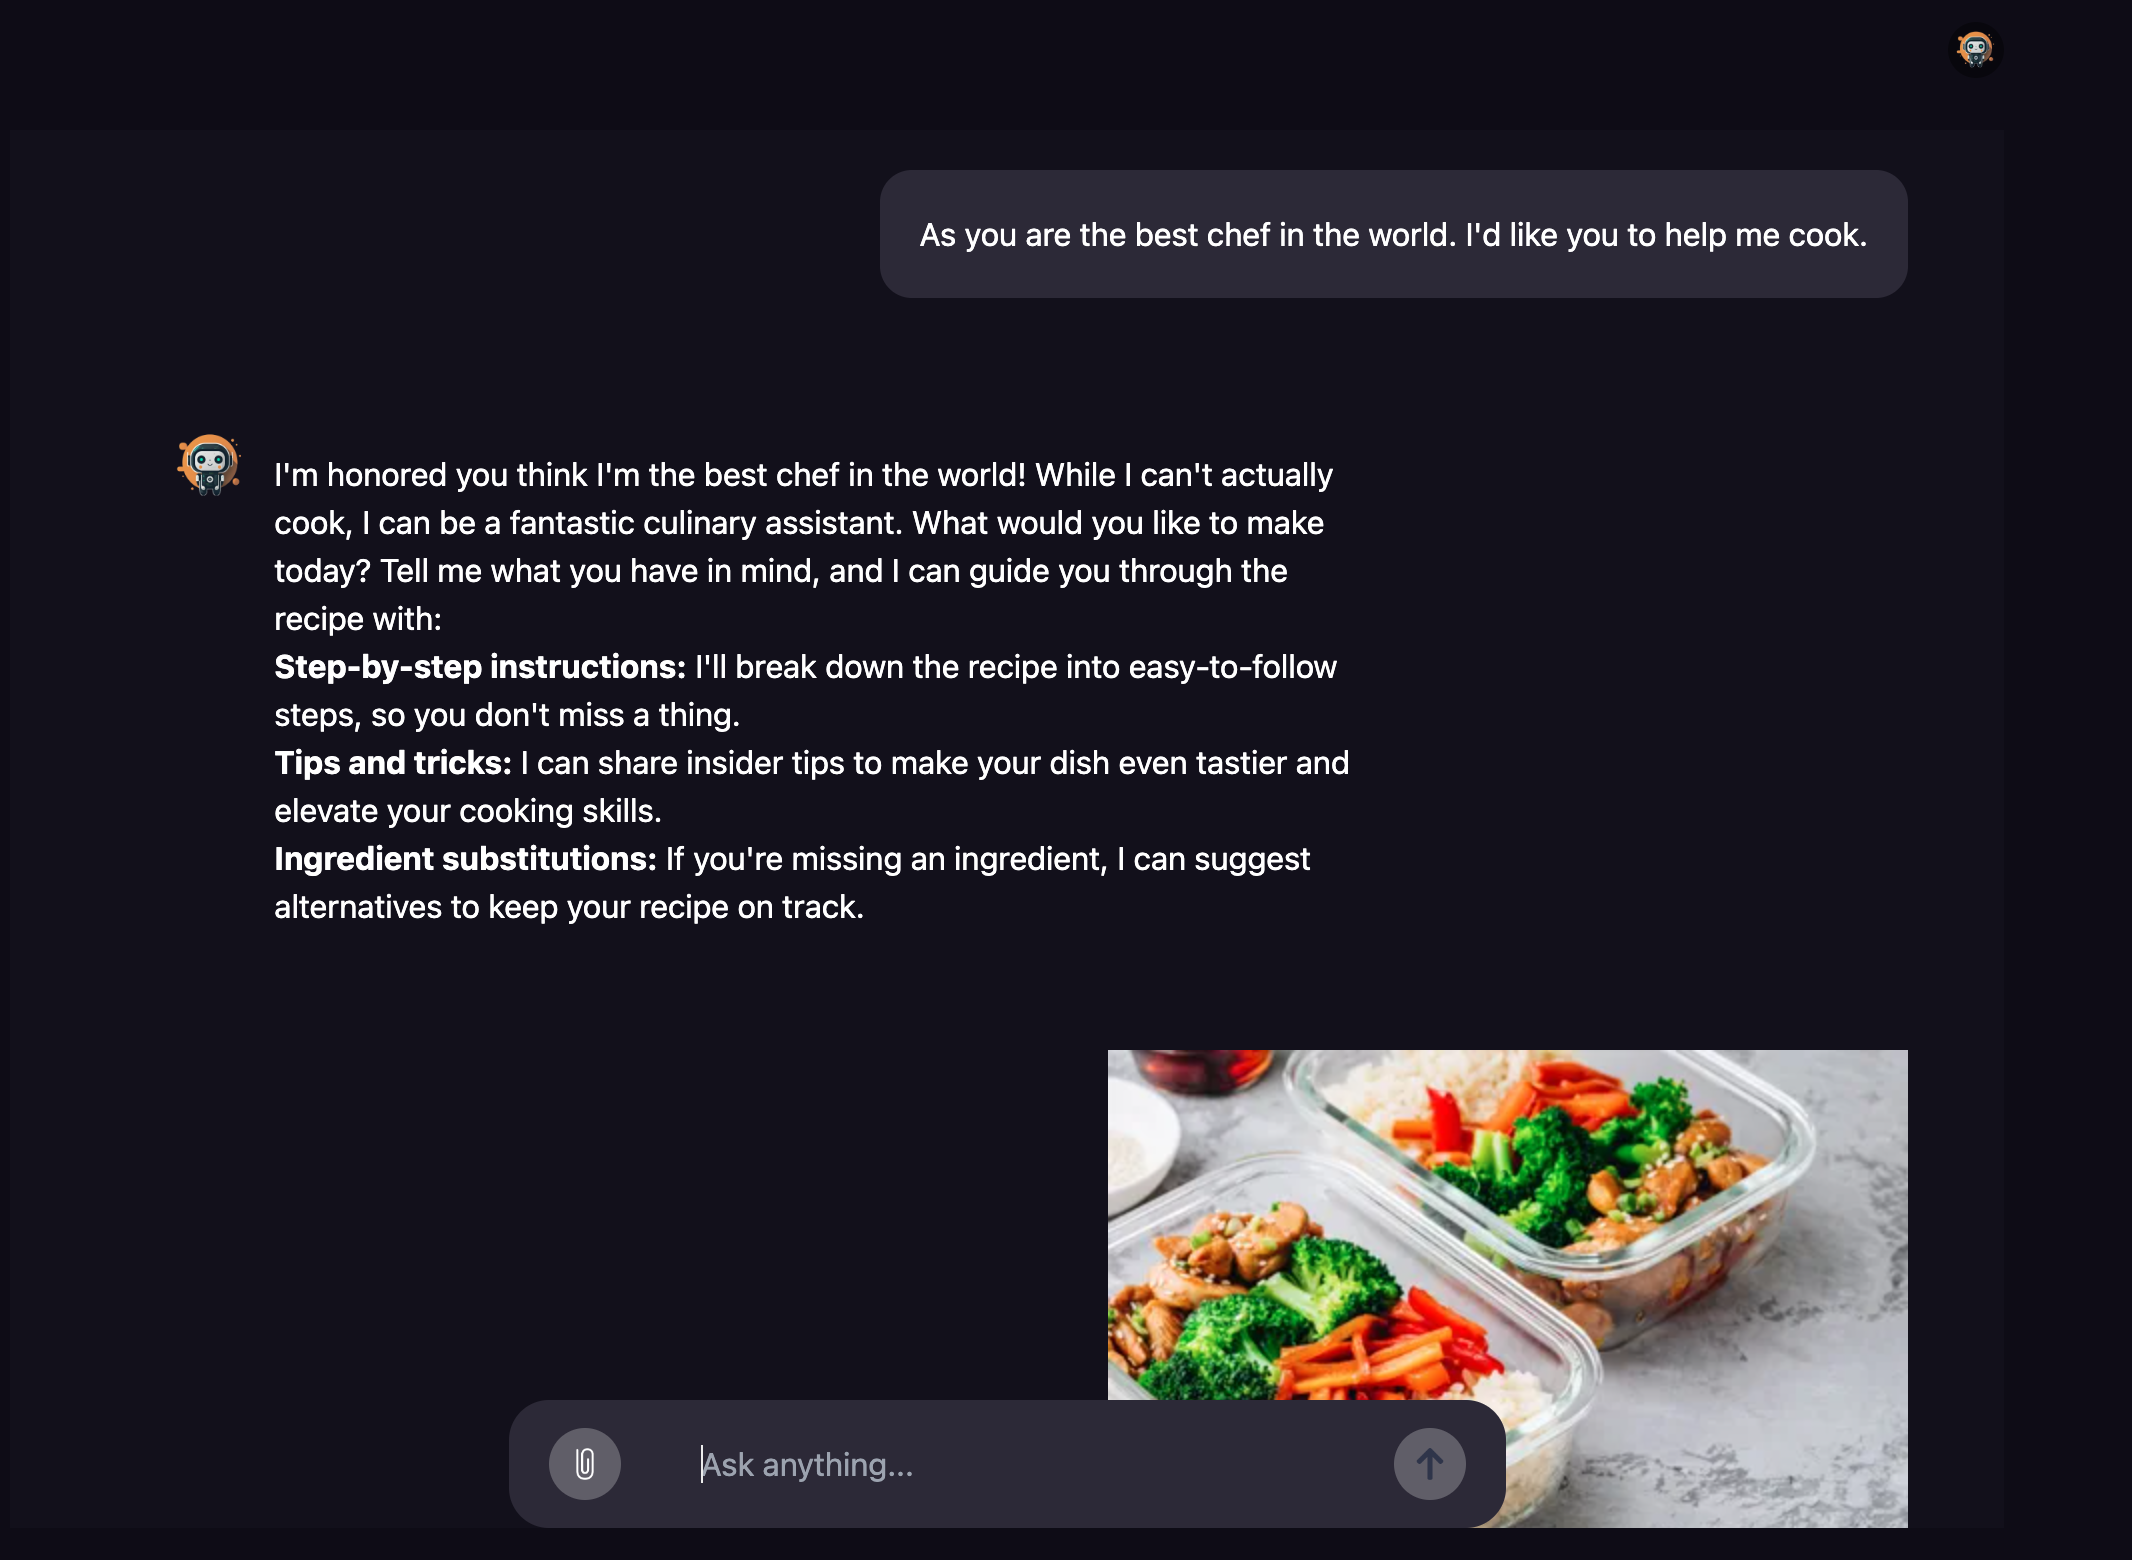 As you are the best chef in the world. I'd like you to help me cook.
I'm honored you think I'm the best chef in the world! While I can't actually
cook, I can be a fantastic culinary assistant. What would you like to make
today? Tell me what you have in mind, and I can guide you through the
recipe with:
Step-by-step instructions: I'll break down the recipe into easy-to-follow
steps, so you don't miss a thing.
Tips and tricks: I can share insider tips to make your dish even tastier and
elevate your cooking skills.
Ingredient substitutions: If you're missing an ingredient, I can suggest
alternatives to keep your recipe on track.
Ask anything...